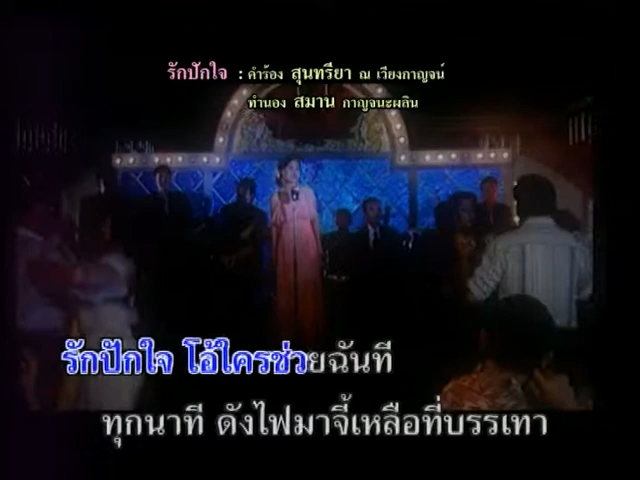 รักปักใจ : คำร้อง สุนทรียา ณ เวียงกาญจน์
ทำนอง สมาน กาญจนะผลิน
รักปักใจ โอ้ใครช่วยฉันที
ทุกนาที ดังไฟมาจี้เหลือที่บรรเทา